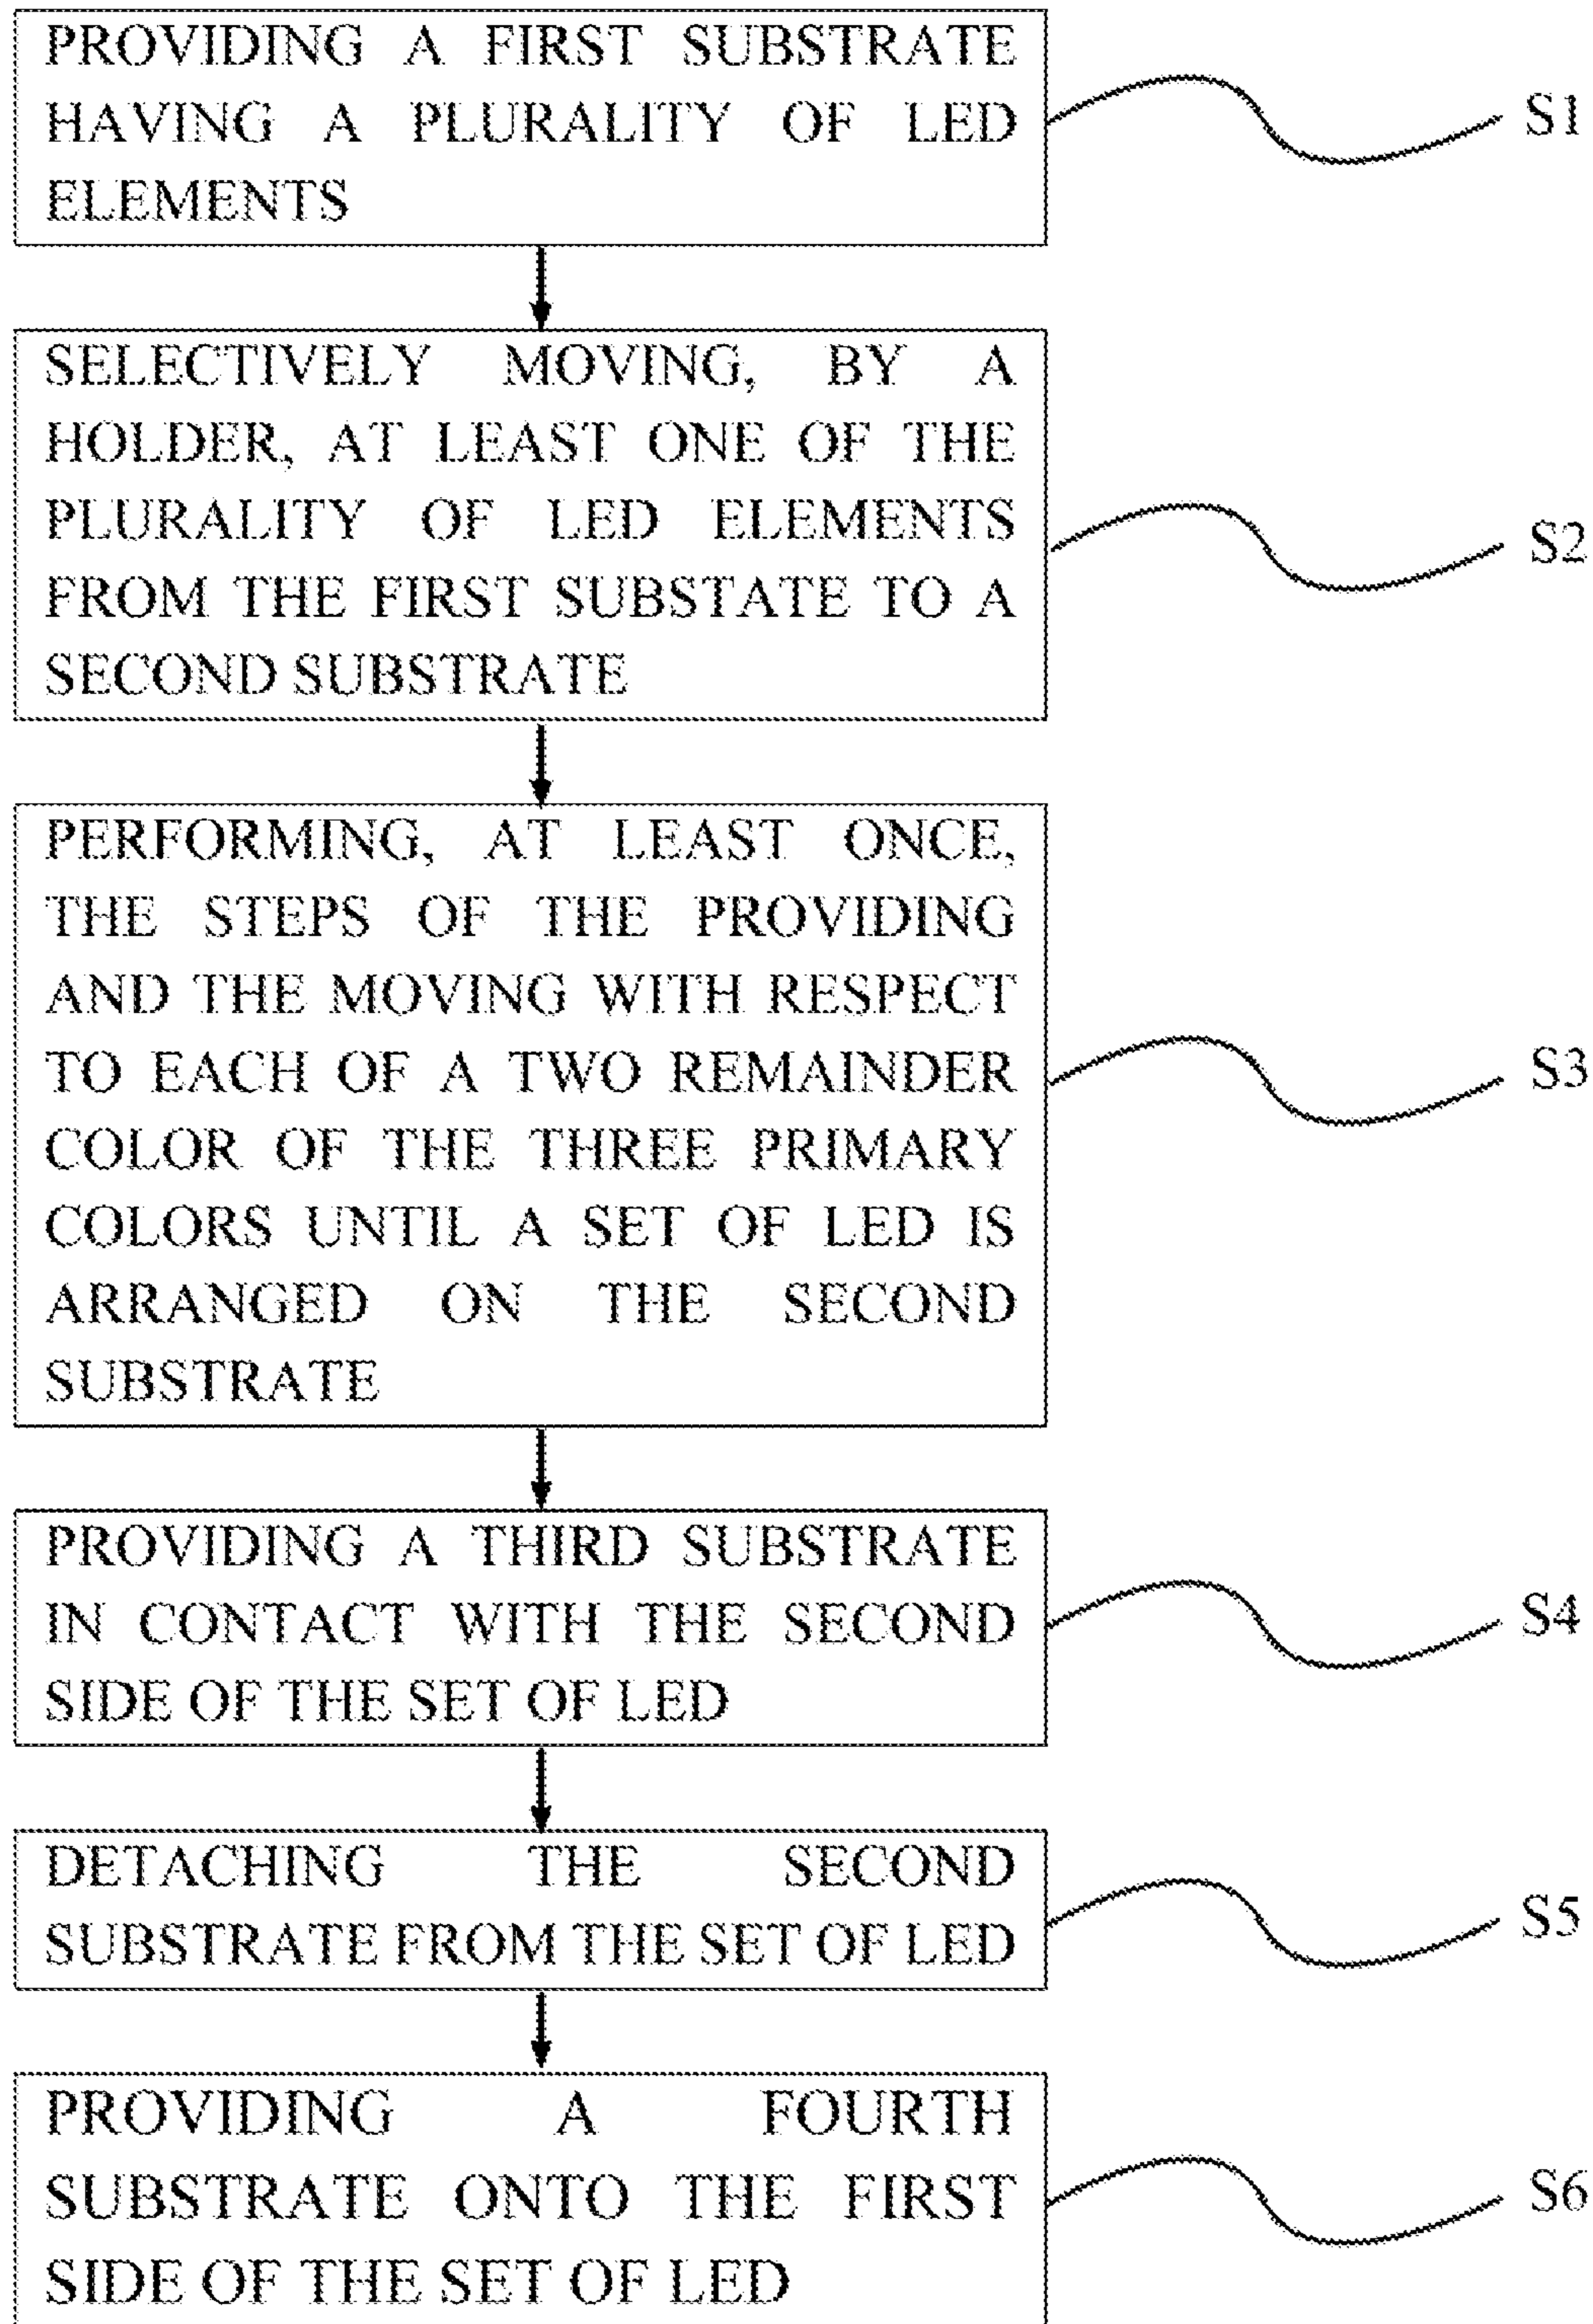 PROVIDING A FIRST SUBSTRATE
HAVING A PLURALITY OF LED
ELEMENTS
S1
SELECTIVELY MOVING, BY A
HOLDER, AT LEAST ONE OF THE
PLURALITY OF LED ELEMENTS
FROM THE FIRST SUBSTATE TO A
SECOND SUBSTRATE
S2
PERFORMING, AT LEAST ONCE,
THE STEPS OF THE PROVIDING
AND THE MOVING WITH RESPECT
TO EACH OF A TWO REMAINDER
COLOR OF THE THREE PRIMARY
COLORS UNTIL A SET OF LED IS
ARRANGED ON THE SECOND
SUBSTRATE
S3
PROVIDING A THIRD SUBSTRATE
IN CONTACT WITH THE SECOND
SIDE OF THE SET OF LED
S4
DETACHING THE SECOND
SUBSTRATE FROM THE SET OF LED
S5
PROVIDING A FOURTH
SUBSTRATE ONTO THE FIRST
SIDE OF THE SET OF LED
S6